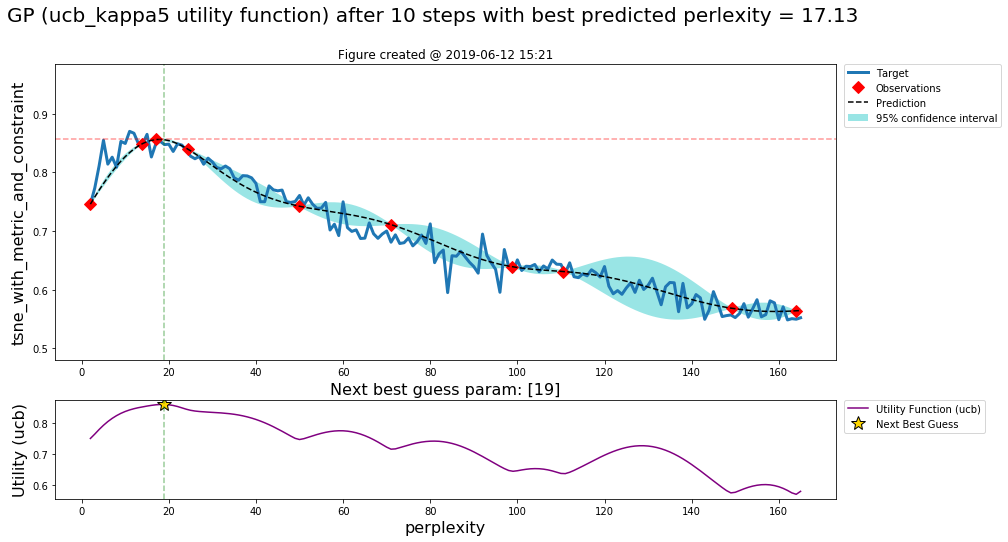 GP (ucb_kappa5 utility function) after 10 steps with best predicted perlexity = 17.13
Figure created @ 2019-06-12 15:21
tsne_with_metric_and_constraint
0.9
0.8
0.7
0.6
0.5
0 20 40 60 80 100 120 140 160
Target
Observations
Prediction
95% confidence interval
Next best guess param: [19]
Utility (ucb)
0.8
0.7
0.6
0 20 40 60 80 100 120 140 160
perplexity
Utility Function (ucb)
Next Best Guess